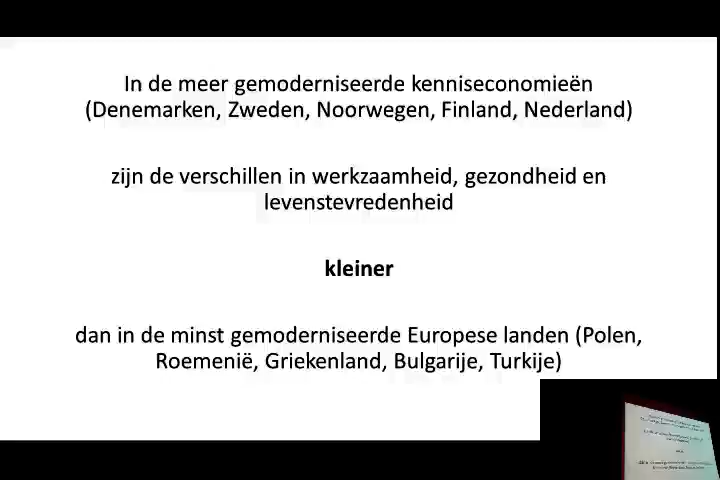 In de meer gemoderniseerde kenniseconomieën
(Denemarken, Zweden, Noorwegen, Finland, Nederland)
zijn de verschillen in werkzaamheid, gezondheid en
levenstevredenheid
kleiner
dan in de minst gemoderniseerde Europese landen (Polen,
Roemenië, Griekenland, Bulgarije, Turkije)